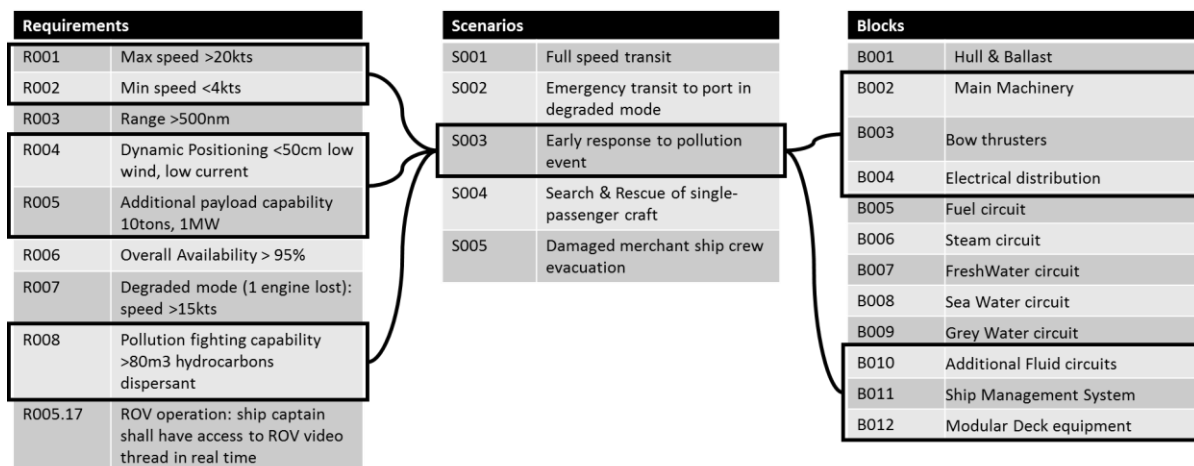 Requirements
R001 Max speed >20kts
R002 Min speed <4kts
R003 Range >500nm
R004 Dynamic Positioning <50cm low
wind, low current
R005 Additional payload capability
10tons, 1MW
R006 Overall Availability > 95%
R007 Degraded mode (1 engine lost):
speed >15kts
R008 Pollution fighting capability
>80m3 hydrocarbons
dispersant
R005.17 ROV operation: ship captain
shall have access to ROV video
thread in real time
Scenarios
S001 Full speed transit
S002 Emergency transit to port in
degraded mode
S003 Early response to pollution
event
S004 Search & Rescue of single-
passenger craft
S005 Damaged merchant ship crew
evacuation
Blocks
B001 Hull & Ballast
B002 Main Machinery
B003 Bow thrusters
B004 Electrical distribution
B005 Fuel circuit
B006 Steam circuit
B007 FreshWater circuit
B008 Sea Water circuit
B009 Grey Water circuit
B010 Additional Fluid circuits
B011 Ship Management System
B012 Modular Deck equipment